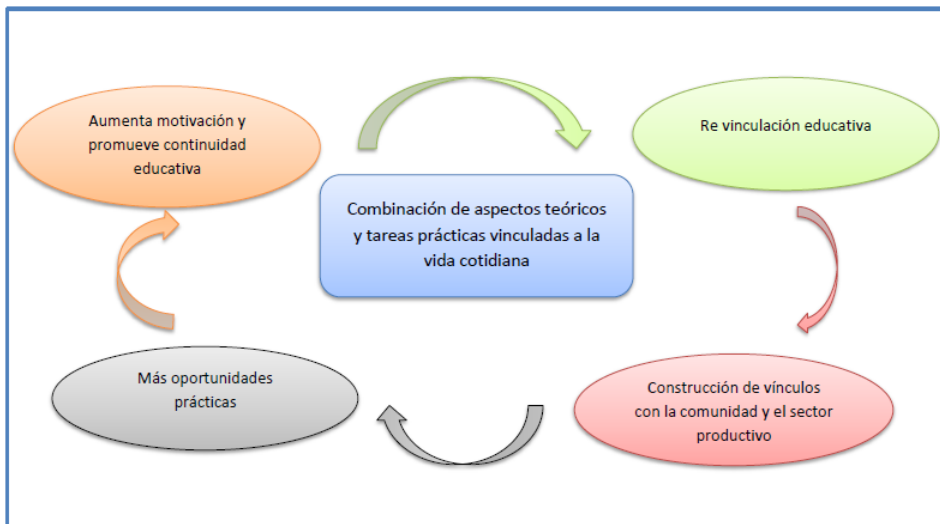 Aumenta motivación y
promueve continuidad
educativa
Re vinculación educativa
Combinación de aspectos teóricos
y tareas prácticas vinculadas a la
vida cotidiana
Más oportunidades
prácticas
Construcción de vínculos
con la comunidad y el sector
productivo